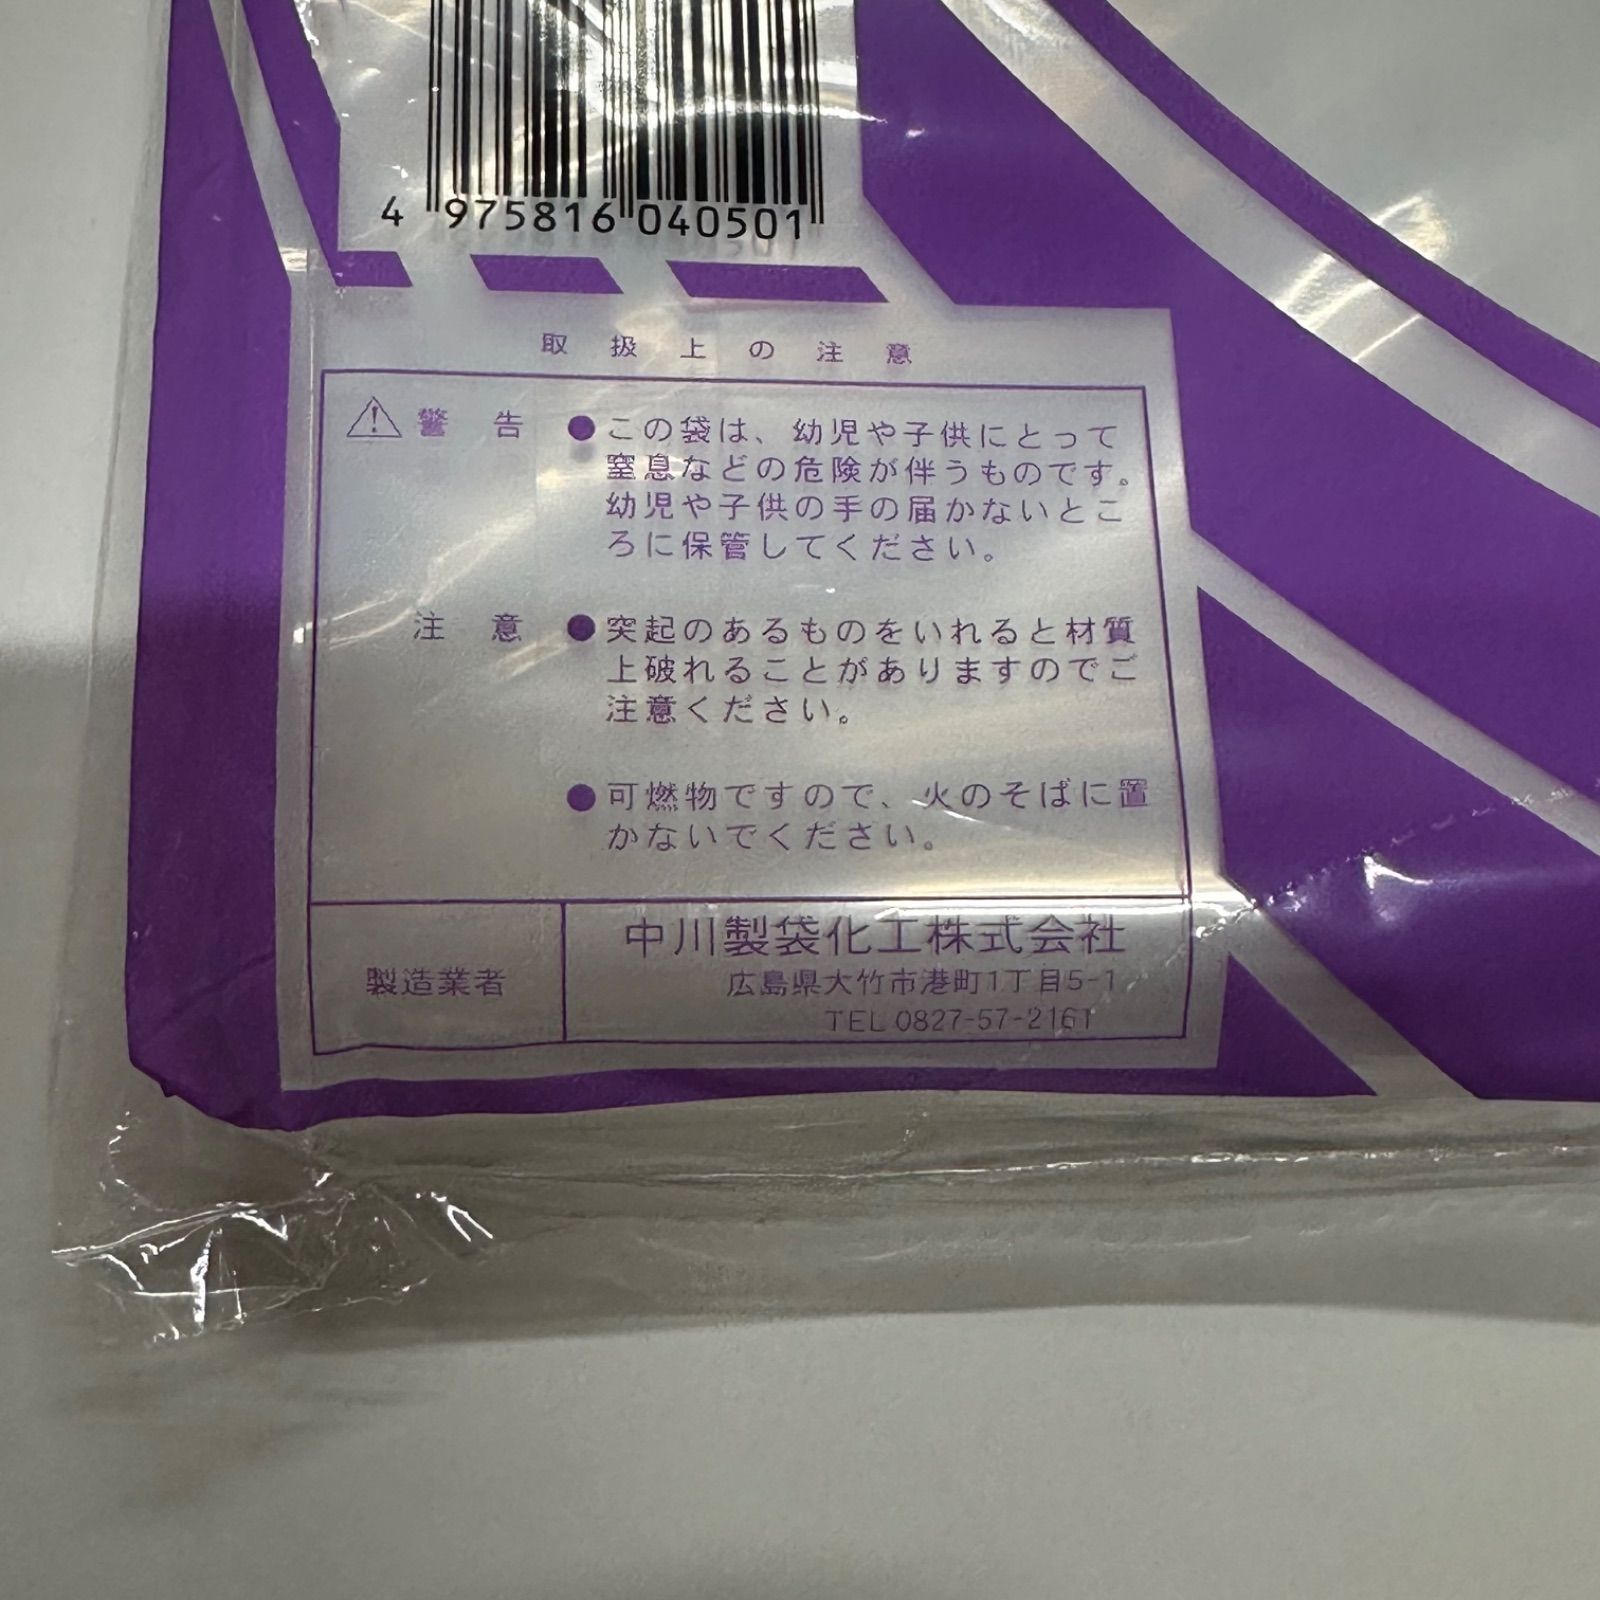 4 975816 040501
取扱上の注意
警告 ●この袋は、幼児や子供にとって
窒息などの危険が伴うものです。
幼児や子供の手の届かないとこ
ろに保管してください。
注意 ●突起のあるものをいれると材質
上破れることがありますのでご
注意ください。
●可燃物ですので、火のそばに置
かないでください。
製造業者
中川製袋化工株式会社
広島県大竹市港町1丁目5-1
TEL 0827-57-2161